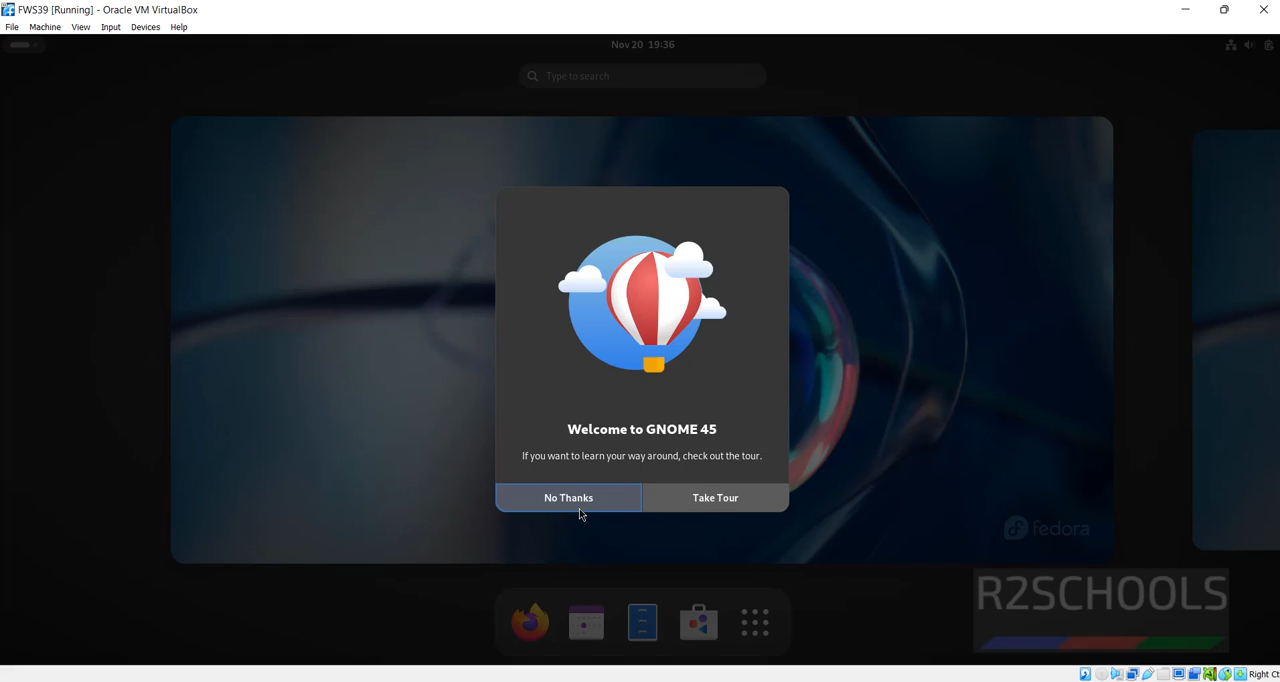 FWS39 [Running] - Oracle VM VirtualBox
File Machine View Input Devices Help
Nov 20 19:36
Type to search
Welcome to GNOME 45
If you want to learn your way around, check out the tour.
No Thanks Take Tour
fedora
R2SCHOOLS
Right Ct